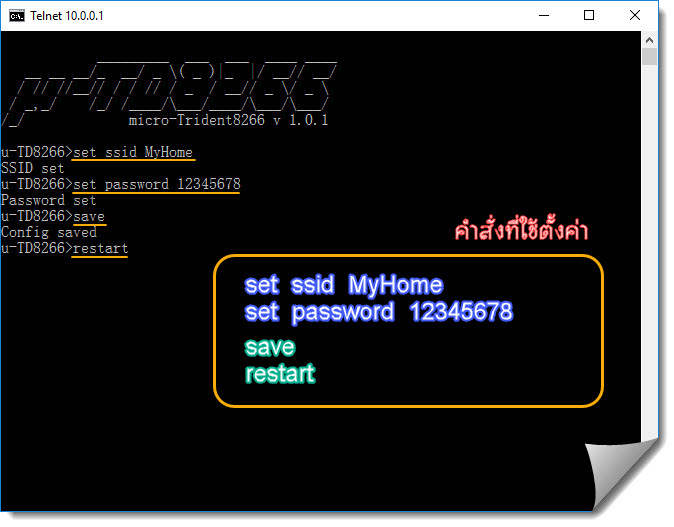 Telnet 10.0.0.1
μ-TD8266
micro-Trident8266 v 1.0.1
u-TD8266>set ssid MyHome
SSID set
u-TD8266>set password 12345678
Password set
u-TD8266>save
Config saved
u-TD8266>restart
คำสั่งที่ใช้ตั้งค่า
set ssid MyHome
set password 12345678
save
restart